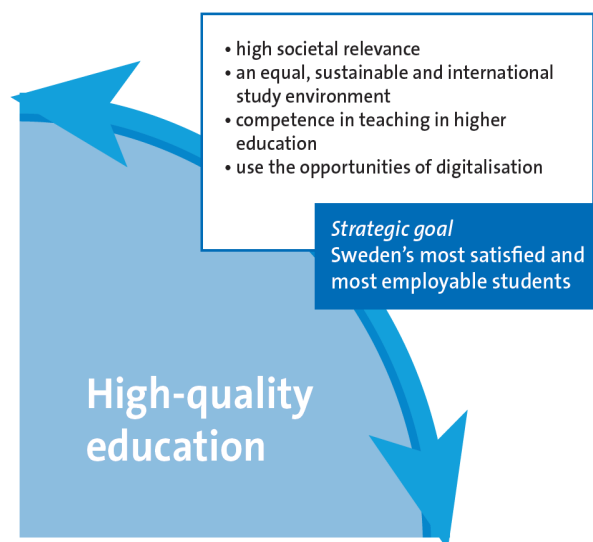 • high societal relevance
• an equal, sustainable and international
study environment
• competence in teaching in higher
education
• use the opportunities of digitalisation
Strategic goal
Sweden’s most satisfied and
most employable students
High-quality
education